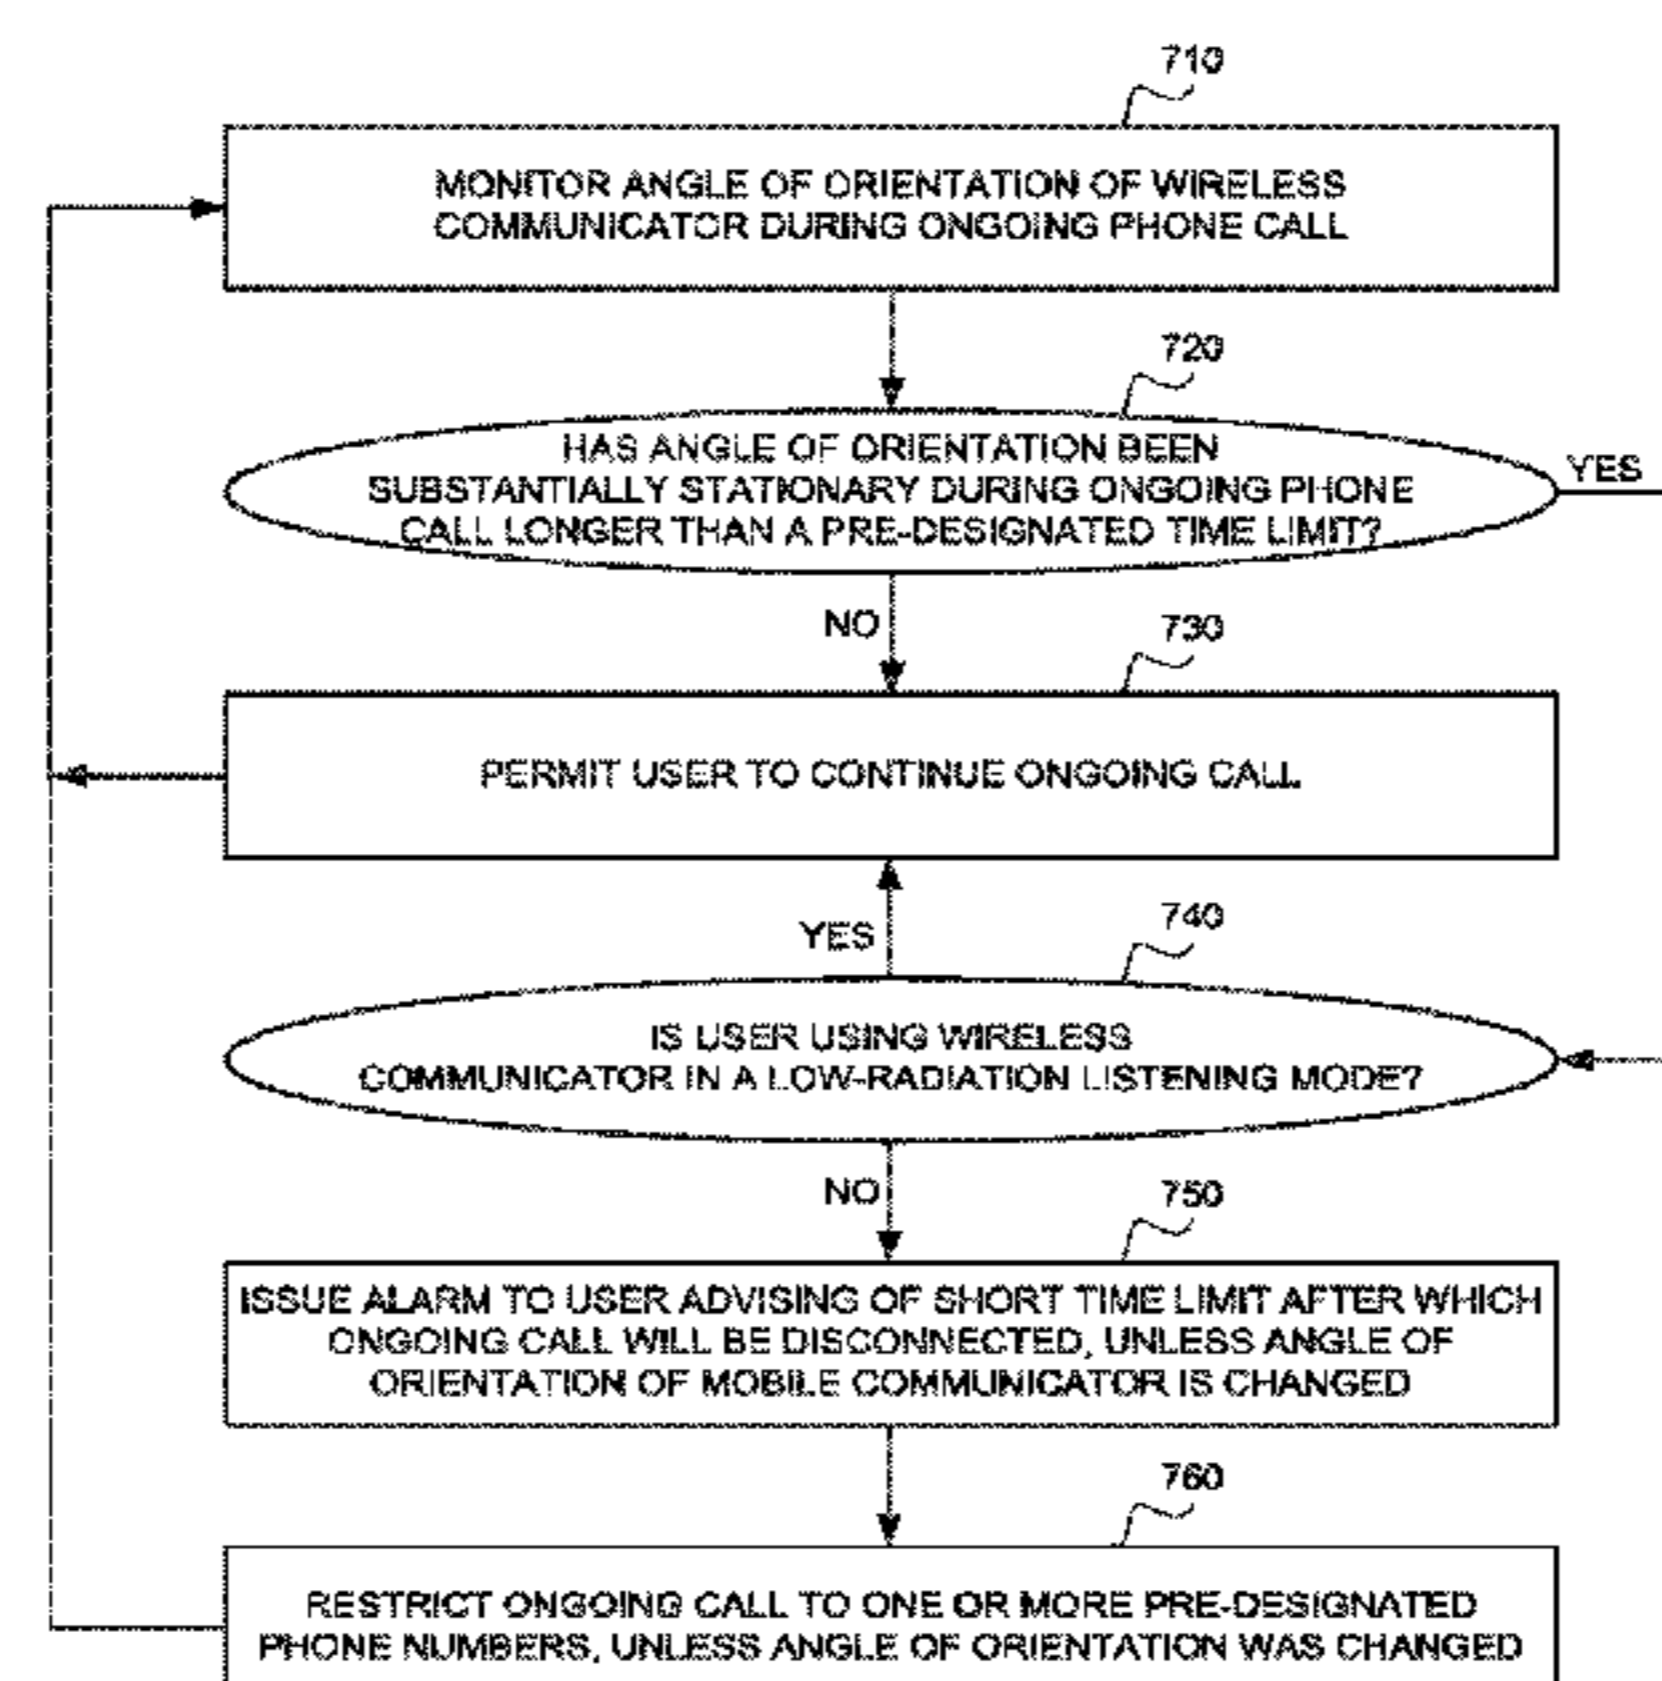 710
MONITOR ANGLE OF ORIENTATION OF WIRELESS
COMMUNICATOR DURING ONGOING PHONE CALL
720
HAS ANGLE OF ORIENTATION BEEN
SUBSTANTIALLY STATIONARY DURING ONGOING PHONE
CALL LONGER THAN A PRE-DESIGNATED TIME LIMIT?
YES
NO
730
PERMIT USER TO CONTINUE ONGOING CALL
YES
740
IS USER USING WIRELESS
COMMUNICATOR IN A LOW-RADIATION LISTENING MODE?
NO
750
ISSUE ALARM TO USER ADVISING OF SHORT TIME LIMIT AFTER WHICH
ONGOING CALL WILL BE DISCONNECTED, UNLESS ANGLE OF
ORIENTATION OF MOBILE COMMUNICATOR IS CHANGED
760
RESTRICT ONGOING CALL TO ONE OR MORE PRE-DESIGNATED
PHONE NUMBERS, UNLESS ANGLE OF ORIENTATION WAS CHANGED